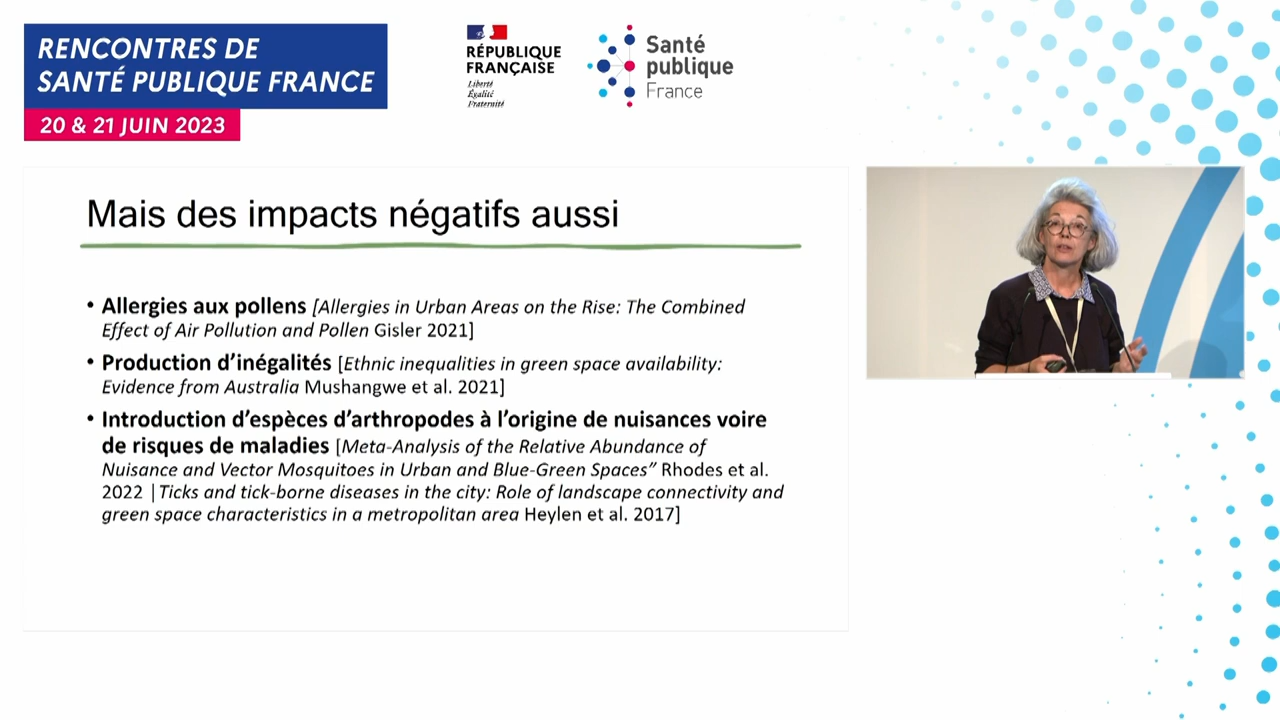 RENCONTRES DE
SANTÉ PUBLIQUE FRANCE
20 & 21 JUIN 2023
RÉPUBLIQUE
FRANÇAISE
Liberté
Égalité
Fraternité
Santé
publique
France
Mais des impacts négatifs aussi
• Allergies aux pollens [Allergies in Urban Areas on the Rise: The Combined
Effect of Air Pollution and Pollen Gisler 2021]
• Production d’inégalités [Ethnic inequalities in green space availability:
Evidence from Australia Mushangwe et al. 2021]
• Introduction d’espèces d’arthropodes à l’origine de nuisances voire
de risques de maladies [Meta-Analysis of the Relative Abundance of
Nuisance and Vector Mosquitoes in Urban and Blue-Green Spaces” Rhodes et al.
2022 |Ticks and tick-borne diseases in the city: Role of landscape connectivity and
green space characteristics in a metropolitan area Heylen et al. 2017]